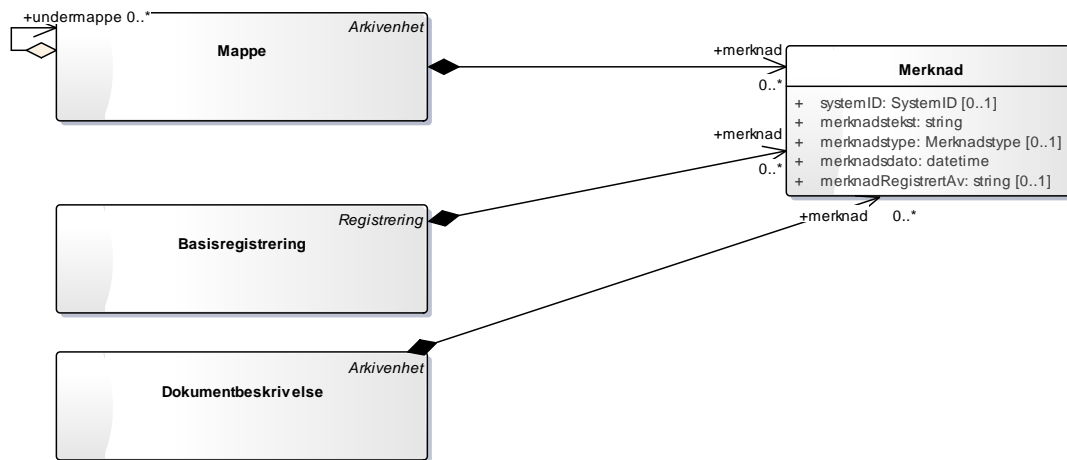 +undermappe 0..*
Arkivenhet
Mappe
+merknad
0..*
Merknad
+ systemID: SystemID [0..1]
+ merknadstekst: string
+ merknadstype: Merknadstype [0..1]
+ merknadsdato: datetime
+ merknadRegistrertAv: string [0..1]
+merknad
0..*
Registrering
Basisregistrering
+merknad 0..*
Arkivenhet
Dokumentbeskrivelse